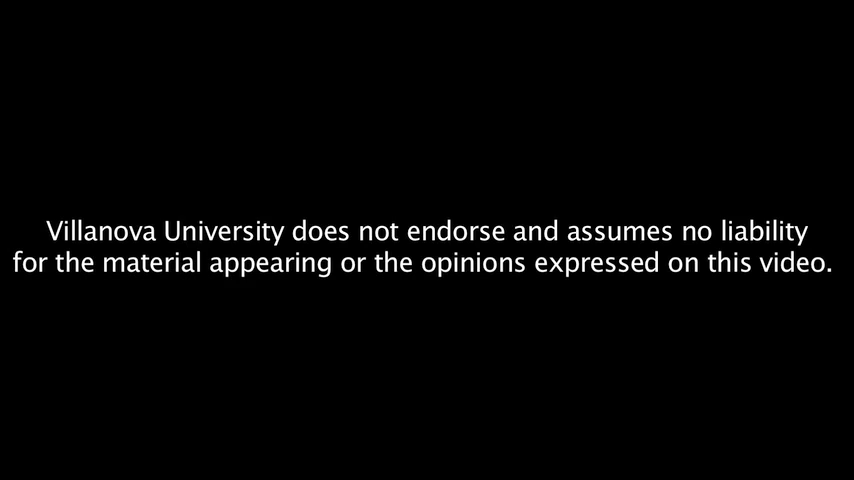 Villanova University does not endorse and assumes no liability
for the material appearing or the opinions expressed on this video.